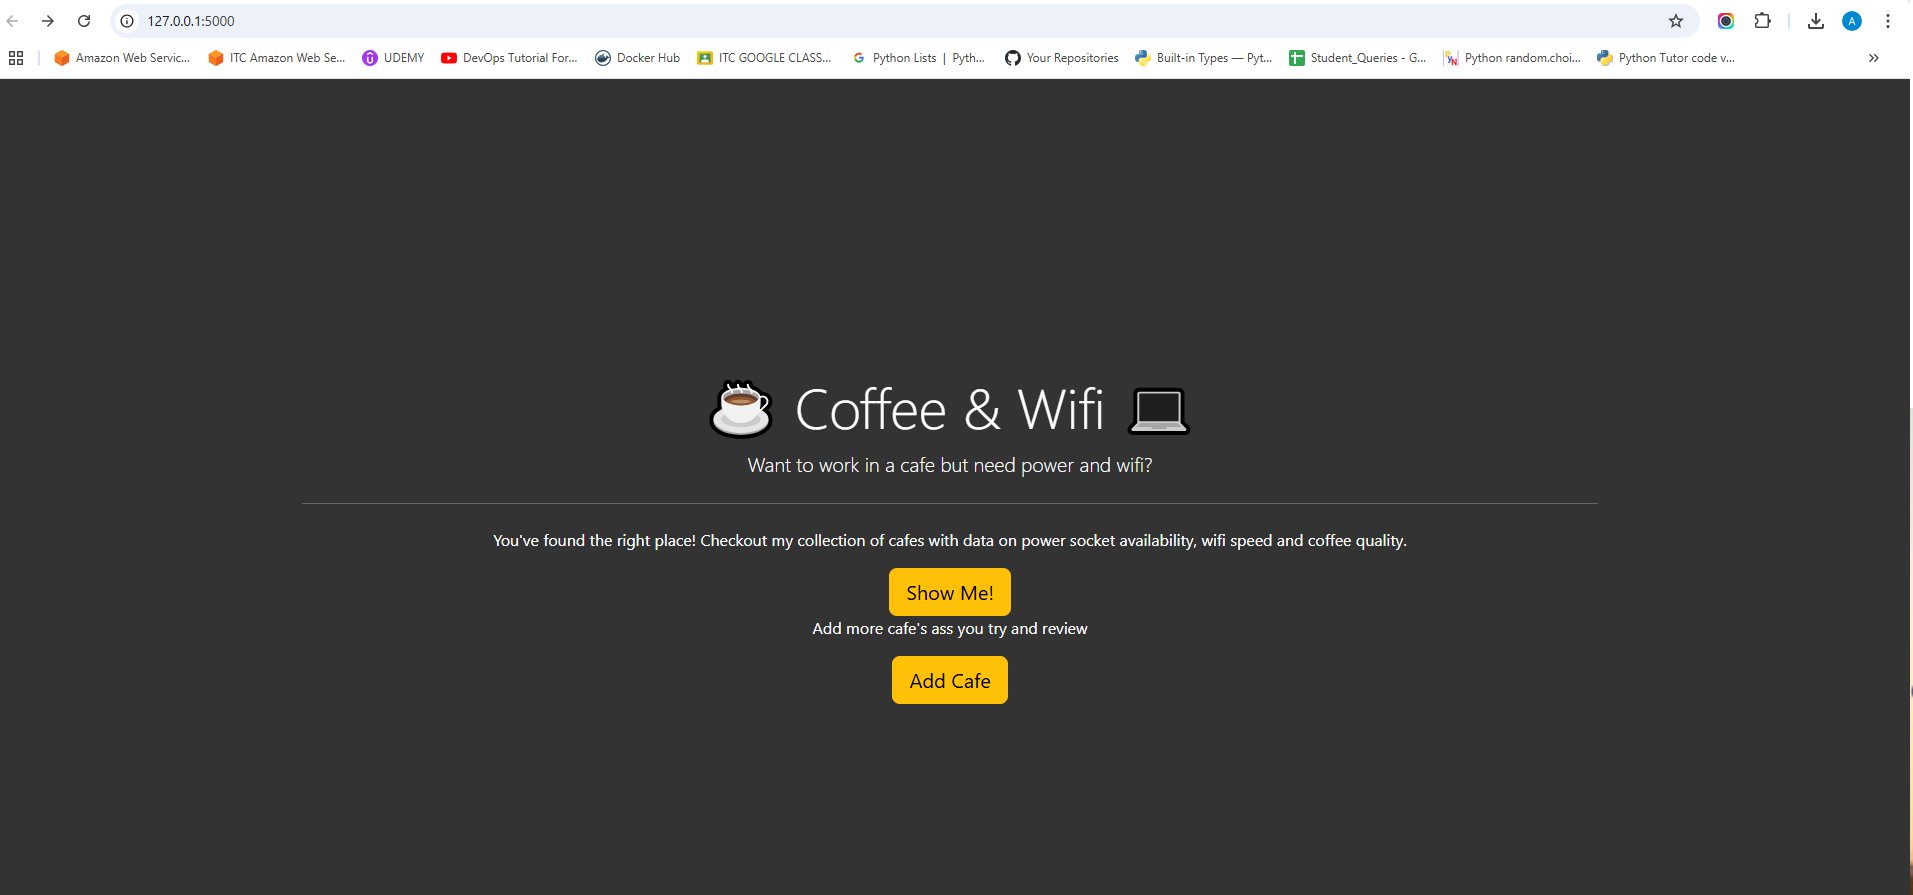 127.0.0.1:5000
A
Amazon Web Servic...
ITC Amazon Web Se...
UDEMY
DevOps Tutorial For...
Docker Hub
ITC GOOGLE CLASS...
Python Lists | Pyth...
Your Repositories
Built-in Types — Pyt...
Student_Queries - G...
Python random.choi...
Python Tutor code v...
Coffee & Wifi
Want to work in a cafe but need power and wifi?
You've found the right place! Checkout my collection of cafes with data on power socket availability, wifi speed and coffee quality.
Show Me!
Add more cafe's ass you try and review
Add Cafe